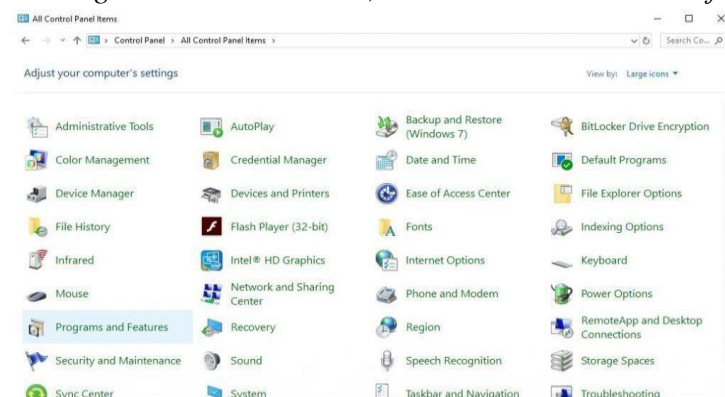 All Control Panel Items
Control Panel > All Control Panel Items >
Search Co...
Adjust your computer's settings
View by: Large icons
Administrative Tools
AutoPlay
Backup and Restore
(Windows 7)
BitLocker Drive Encryption
Color Management
Credential Manager
Date and Time
Default Programs
Device Manager
Devices and Printers
Ease of Access Center
File Explorer Options
File History
Flash Player (32-bit)
Fonts
Indexing Options
Infrared
Intel® HD Graphics
Internet Options
Keyboard
Mouse
Network and Sharing
Center
Phone and Modem
Power Options
Programs and Features
Recovery
Region
RemoteApp and Desktop
Connections
Security and Maintenance
Sound
Speech Recognition
Storage Spaces
Sync Center
System
Taskbar and Navigation
Troubleshooting